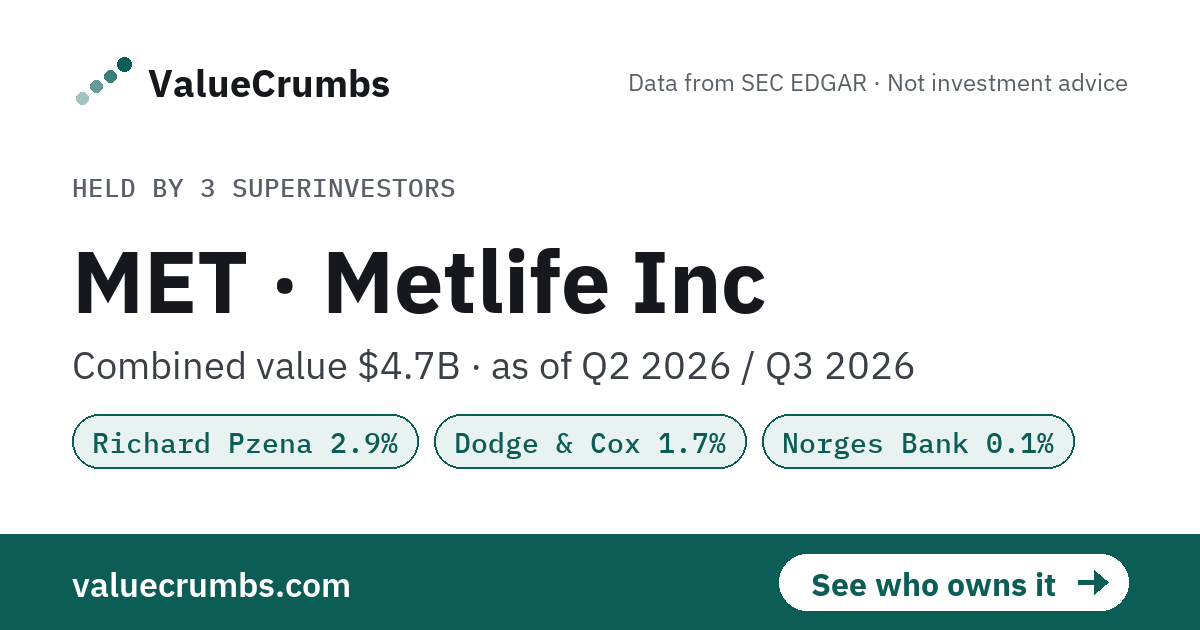 ValueCrumbs
Data from SEC EDGAR · Not investment advice
HELD BY 3 SUPERINVESTORS
MET · Metlife Inc
Combined value $4.7B · as of Q2 2026 / Q3 2026
Richard Pzena 2.9%
Dodge & Cox 1.7%
Norges Bank 0.1%
valuecrumbs.com
See who owns it →